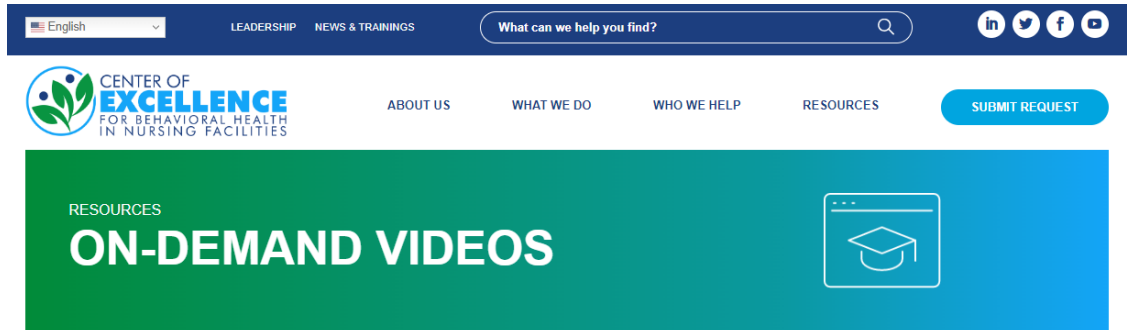 English
LEADERSHIP
NEWS & TRAININGS
What can we help you find?
CENTER OF
EXCELLENCE
FOR BEHAVIORAL HEALTH
IN NURSING FACILITIES
ABOUT US
WHAT WE DO
WHO WE HELP
RESOURCES
SUBMIT REQUEST
RESOURCES
ON-DEMAND VIDEOS